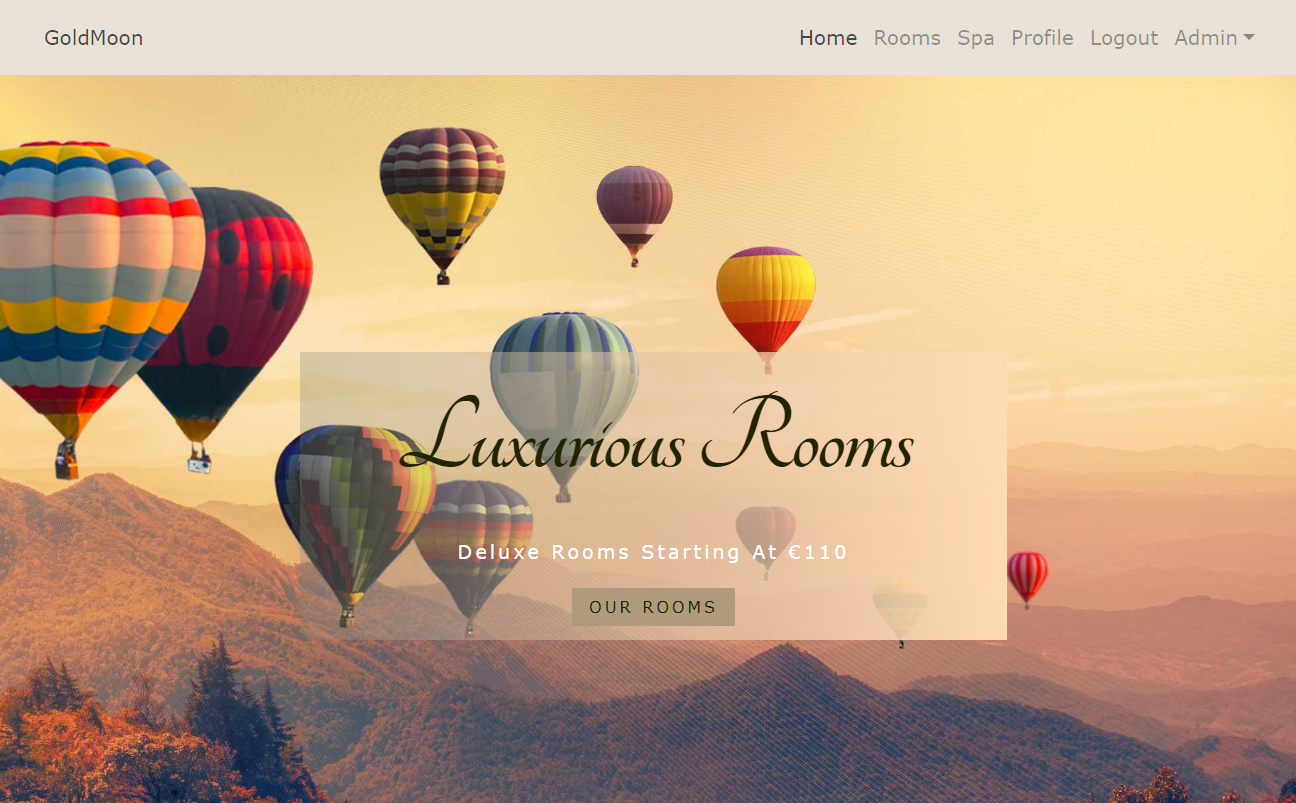 GoldMoon
Home Rooms Spa Profile Logout Admin
Luxurious Rooms
Deluxe Rooms Starting At €110
OUR ROOMS